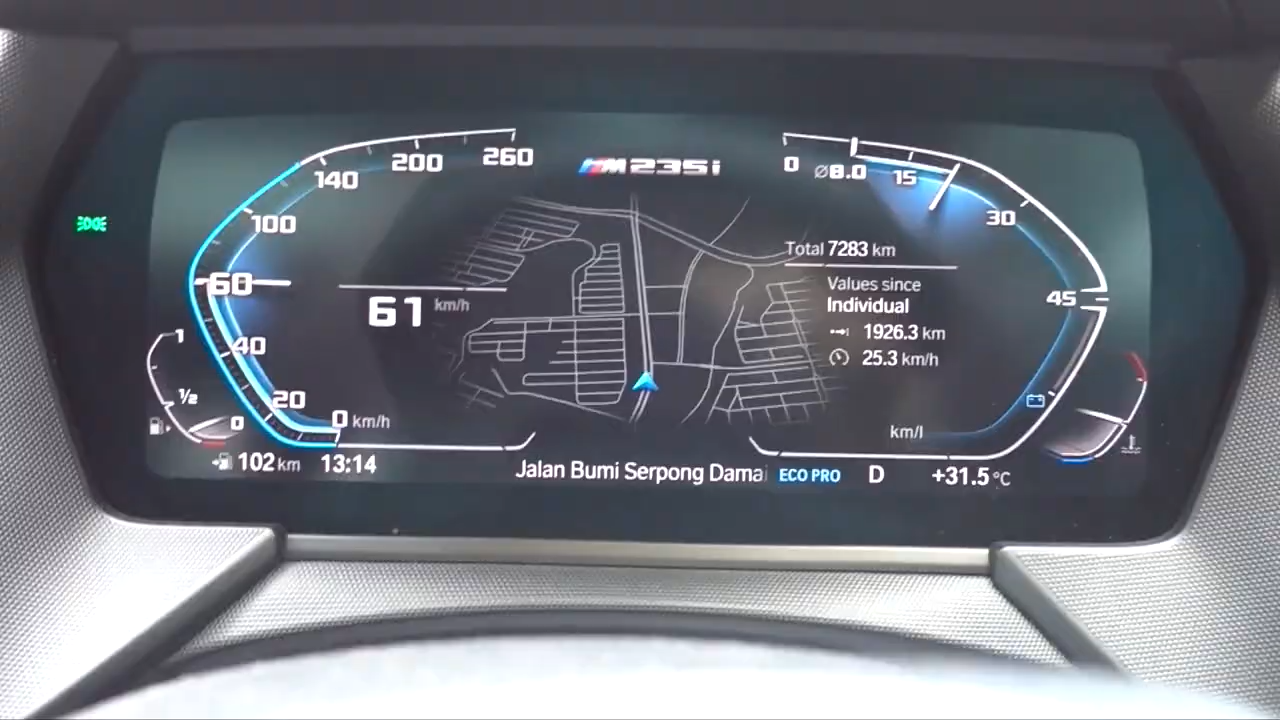 260
200
140
100
60
40
20
0 km/h
61 km/h
1
½
0
102 km
13:14
M235i
0
Ø8.0
15
30
45
Total 7283 km
Values since
Individual
1926.3 km
25.3 km/h
km/l
Jalan Bumi Serpong Dama
ECO PRO
D
+31.5 °C